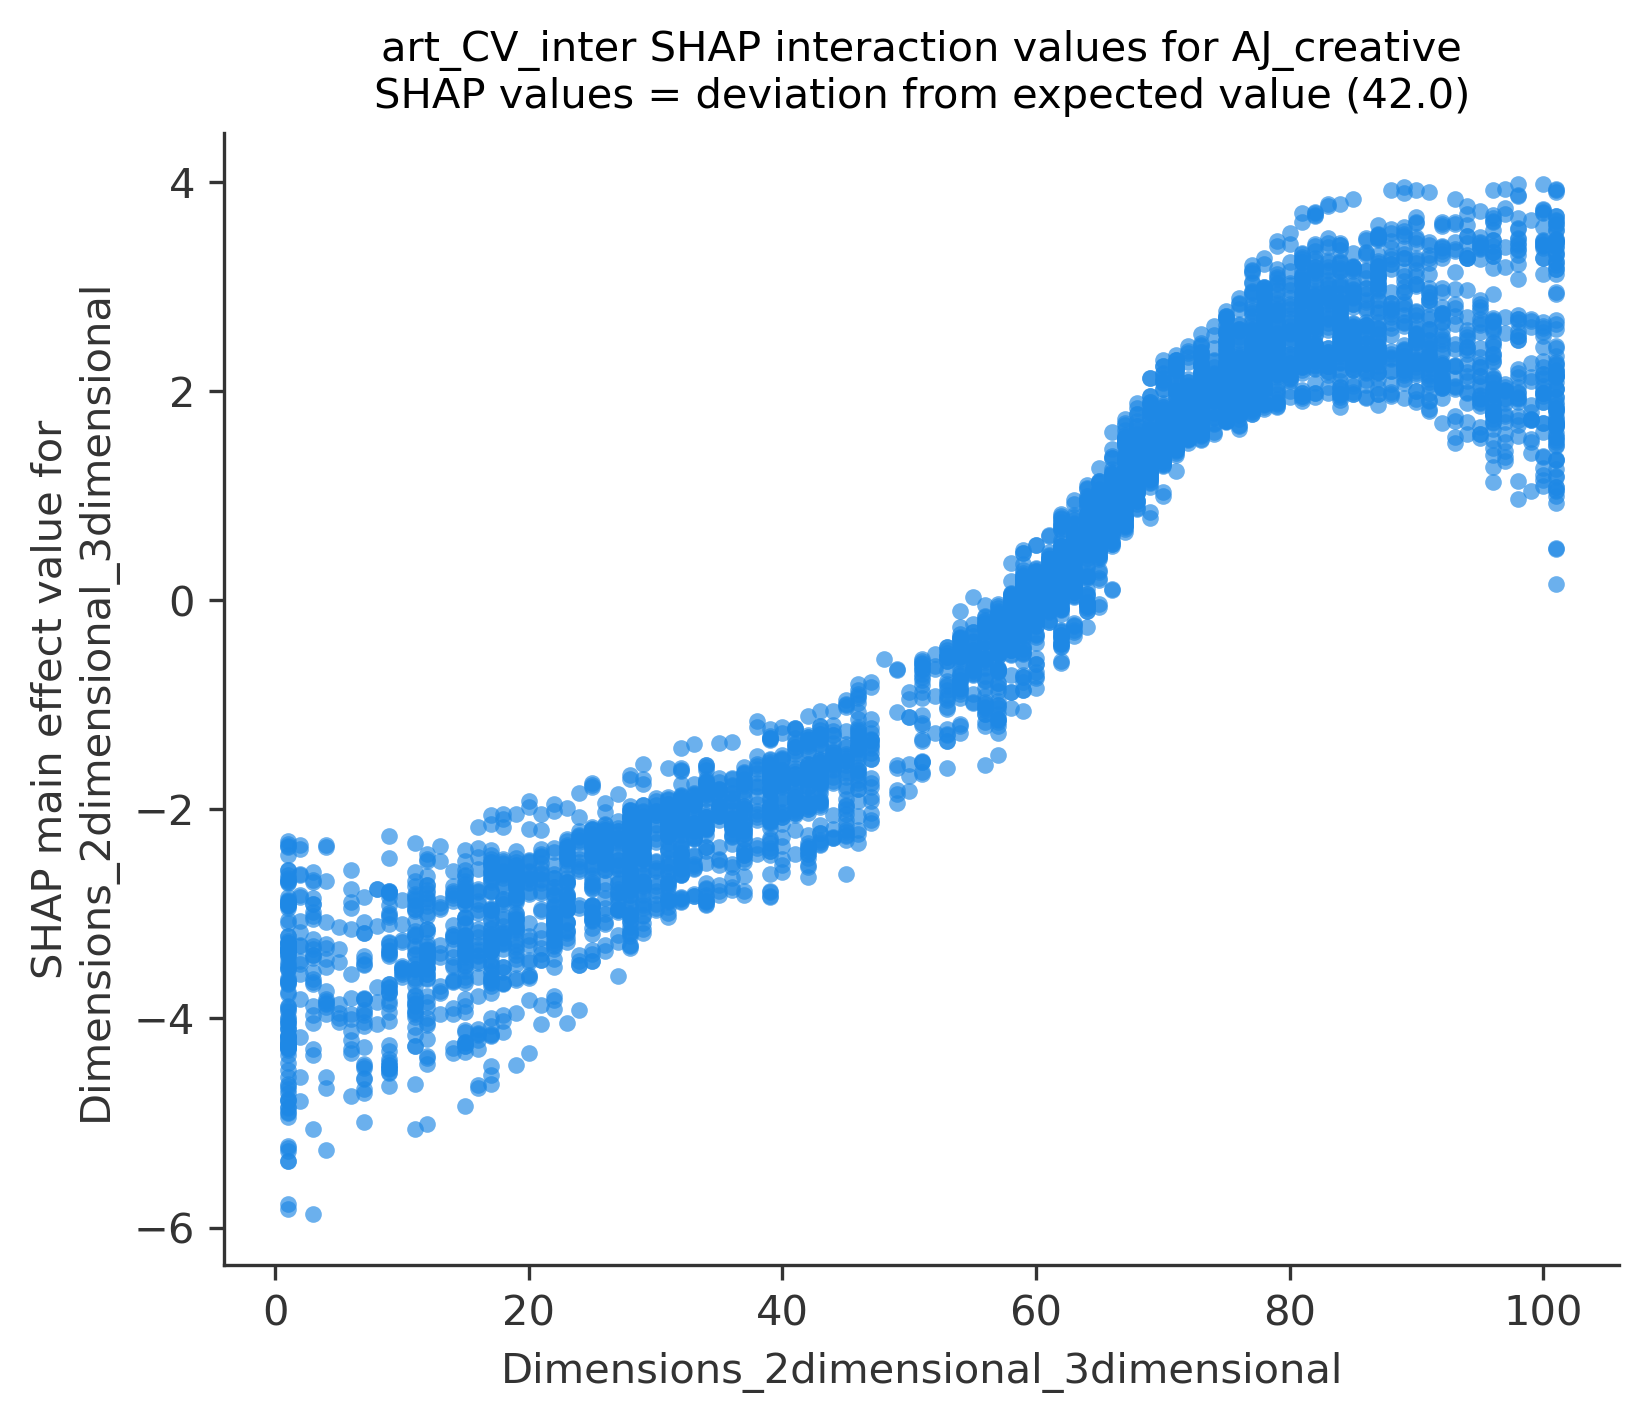 art_CV_inter SHAP interaction values for AJ_creative
SHAP values = deviation from expected value (42.0)
SHAP main effect value for
Dimensions_2dimensional_3dimensional
4
2
0
−2
−4
−6
0
20
40
60
80
100
Dimensions_2dimensional_3dimensional